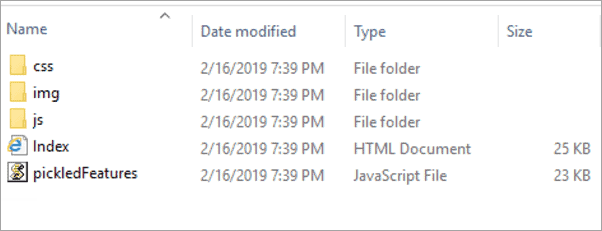 Name Date modified Type Size
css 2/16/2019 7:39 PM File folder
img 2/16/2019 7:39 PM File folder
js 2/16/2019 7:39 PM File folder
Index 2/16/2019 7:39 PM HTML Document 25 KB
pickledFeatures 2/16/2019 7:39 PM JavaScript File 23 KB